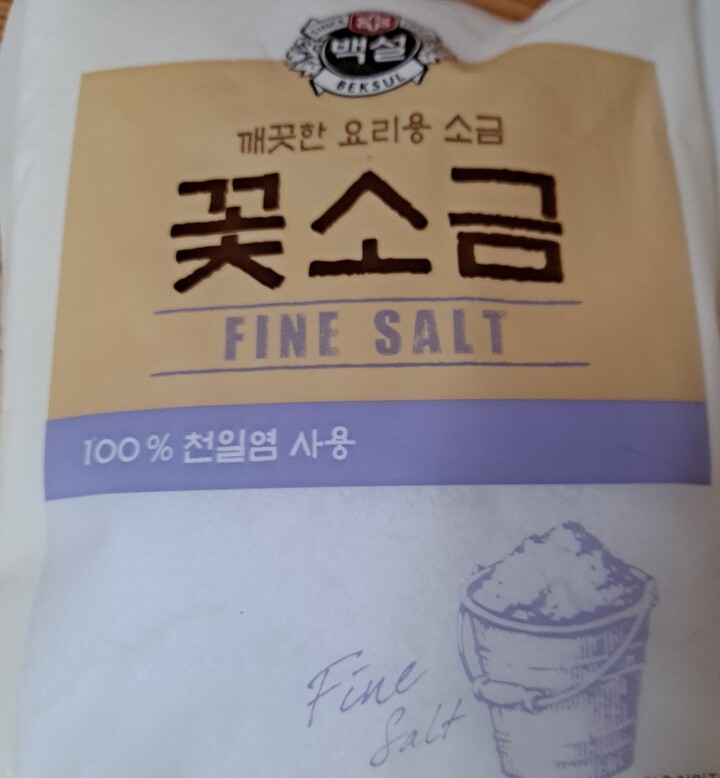 SINCE
백설
BEKSUL
깨끗한 요리용 소금
꽃소금
FINE SALT
100% 천일염 사용
Fine
Salt